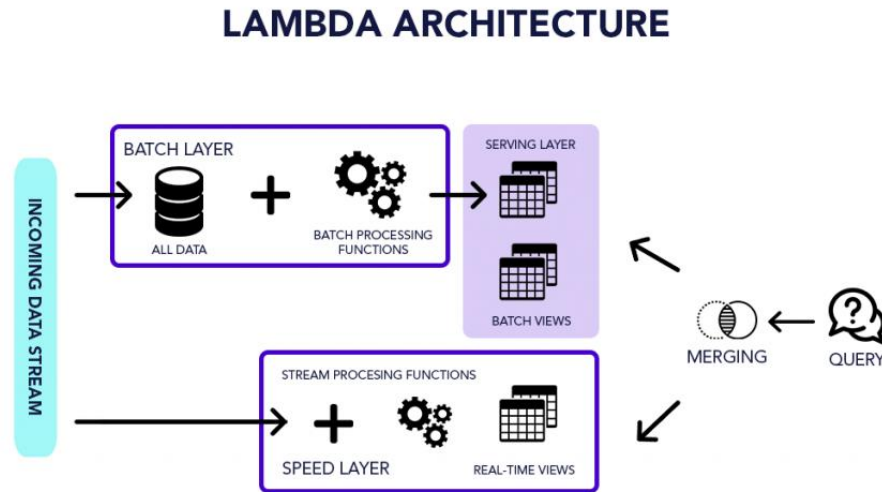 LAMBDA ARCHITECTURE
INCOMING DATA STREAM
BATCH LAYER
ALL DATA
BATCH PROCESSING
FUNCTIONS
SERVING LAYER
BATCH VIEWS
STREAM PROCESING FUNCTIONS
SPEED LAYER
REAL-TIME VIEWS
MERGING
QUERY